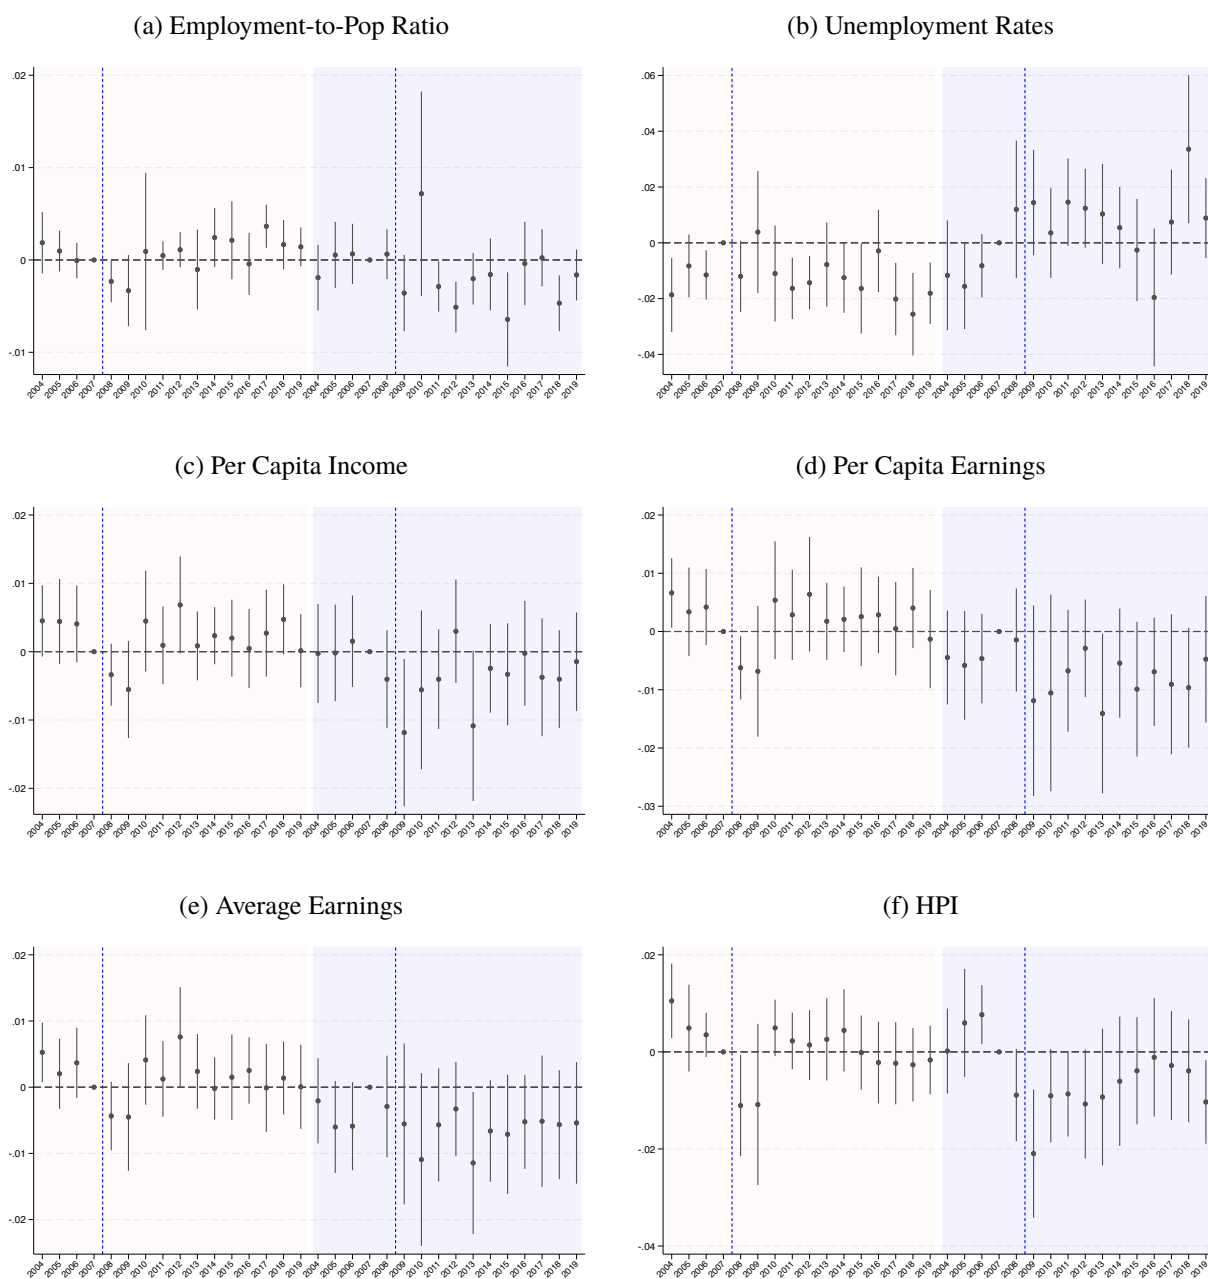 (a) Employment-to-Pop Ratio
.02
.01
0
-.01
2004 2005 2006 2007 2008 2009 2010 2011 2012 2013 2014 2015 2016 2017 2018 2019 2004 2005 2006 2007 2008 2009 2010 2011 2012 2013 2014 2015 2016 2017 2018 2019
(b) Unemployment Rates
.06
.04
.02
0
-.02
-.04
2004 2005 2006 2007 2008 2009 2010 2011 2012 2013 2014 2015 2016 2017 2018 2019 2004 2005 2006 2007 2008 2009 2010 2011 2012 2013 2014 2015 2016 2017 2018 2019
(c) Per Capita Income
.02
.01
0
-.01
-.02
2004 2005 2006 2007 2008 2009 2010 2011 2012 2013 2014 2015 2016 2017 2018 2019 2004 2005 2006 2007 2008 2009 2010 2011 2012 2013 2014 2015 2016 2017 2018 2019
(d) Per Capita Earnings
.02
.01
0
-.01
-.02
-.03
2004 2005 2006 2007 2008 2009 2010 2011 2012 2013 2014 2015 2016 2017 2018 2019 2004 2005 2006 2007 2008 2009 2010 2011 2012 2013 2014 2015 2016 2017 2018 2019
(e) Average Earnings
.02
.01
0
-.01
-.02
2004 2005 2006 2007 2008 2009 2010 2011 2012 2013 2014 2015 2016 2017 2018 2019 2004 2005 2006 2007 2008 2009 2010 2011 2012 2013 2014 2015 2016 2017 2018 2019
(f) HPI
.02
0
-.02
-.04
2004 2005 2006 2007 2008 2009 2010 2011 2012 2013 2014 2015 2016 2017 2018 2019 2004 2005 2006 2007 2008 2009 2010 2011 2012 2013 2014 2015 2016 2017 2018 2019